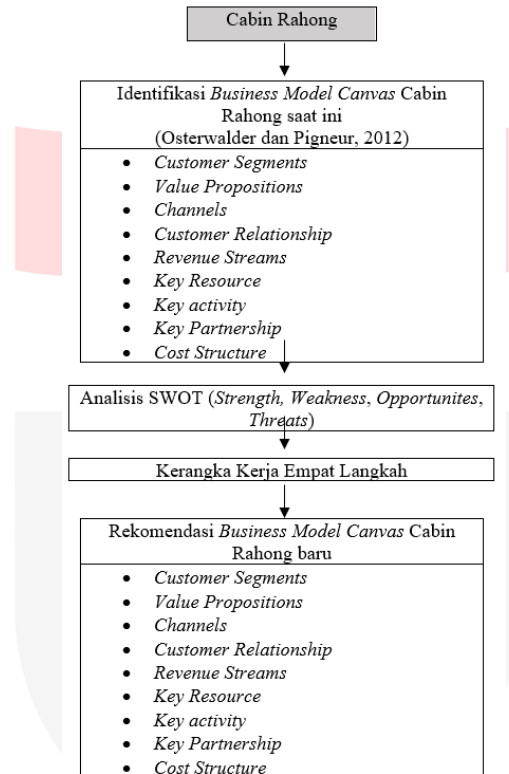 Cabin Rahong
Identifikasi Business Model Canvas Cabin
Rahong saat ini
(Osterwalder dan Pigneur, 2012)
• Customer Segments
• Value Propositions
• Channels
• Customer Relationship
• Revenue Streams
• Key Resource
• Key activity
• Key Partnership
• Cost Structure
Analisis SWOT (Strength, Weakness, Opportunites,
Threats)
Kerangka Kerja Empat Langkah
Rekomendasi Business Model Canvas Cabin
Rahong baru
• Customer Segments
• Value Propositions
• Channels
• Customer Relationship
• Revenue Streams
• Key Resource
• Key activity
• Key Partnership
• Cost Structure